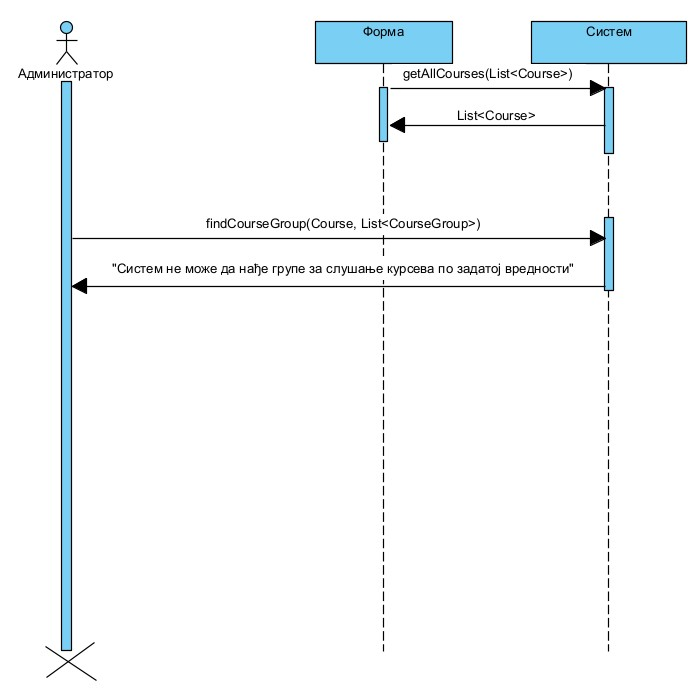 Форма
Систем
Администратор
getAllCourses(List<Course>)
List<Course>
findCourseGroup(Course, List<CourseGroup>)
"Систем не може да нађе групе за слушање курсева по задатој вредности"